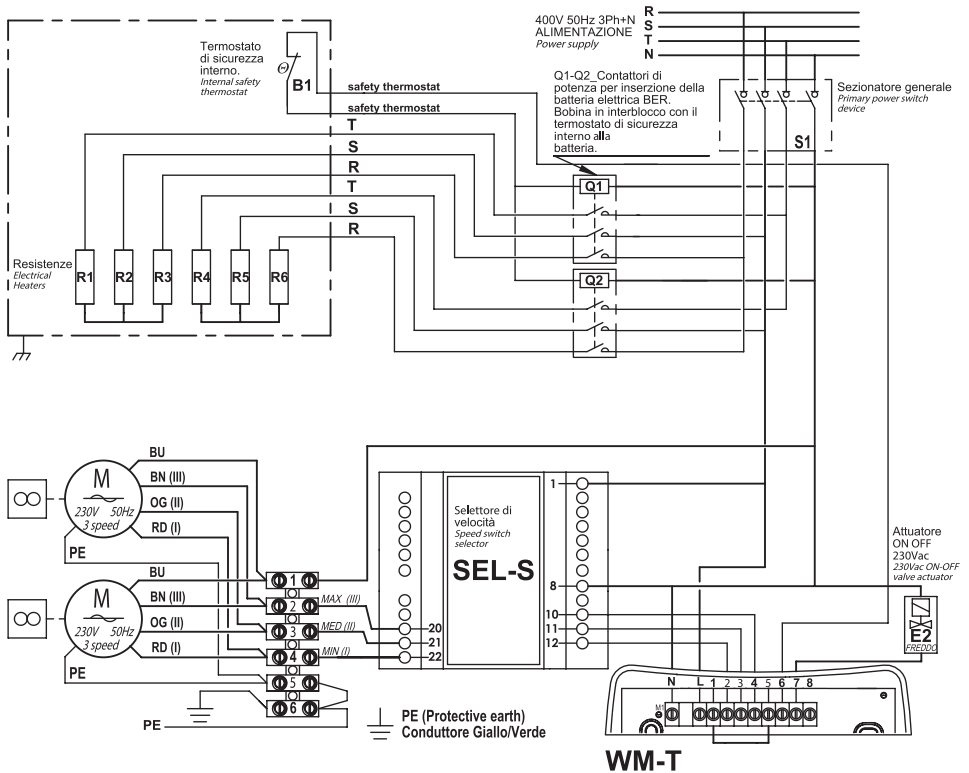 400V 50Hz 3Ph+N
ALIMENTAZIONE
Power supply
R
S
T
N
Termostato
di sicurezza
interno.
Internal safety
thermostat
B1
safety thermostat
safety thermostat
Q1-Q2_Contattori di
potenza per inserzione della
batteria elettrica BER.
Bobina in interblocco con il
termostato di sicurezza
interno alla
batteria.
Sezionatore generale
Primary power switch
device
S1
T
S
R
T
S
R
Q1
Q2
Resistenze
Electrical
Heaters
R1
R2
R3
R4
R5
R6
M
230V 50Hz
3 speed
BU
BN (III)
OG (II)
RD (I)
PE
M
230V 50Hz
3 speed
BU
BN (III)
OG (II)
RD (I)
PE
1
2
3
4
5
6
MAX (III)
MED (II)
MIN (I)
PE
PE (Protective earth)
Conduttore Giallo/Verde
Selettore di
velocità
Speed switch
selector
SEL-S
20
21
22
1
8
10
11
12
Attuatore
ON OFF
230Vac
230Vac ON-OFF
valve actuator
E2
FREDDO
N L 1 2 3 4 5 6 7 8
M1
WM-T